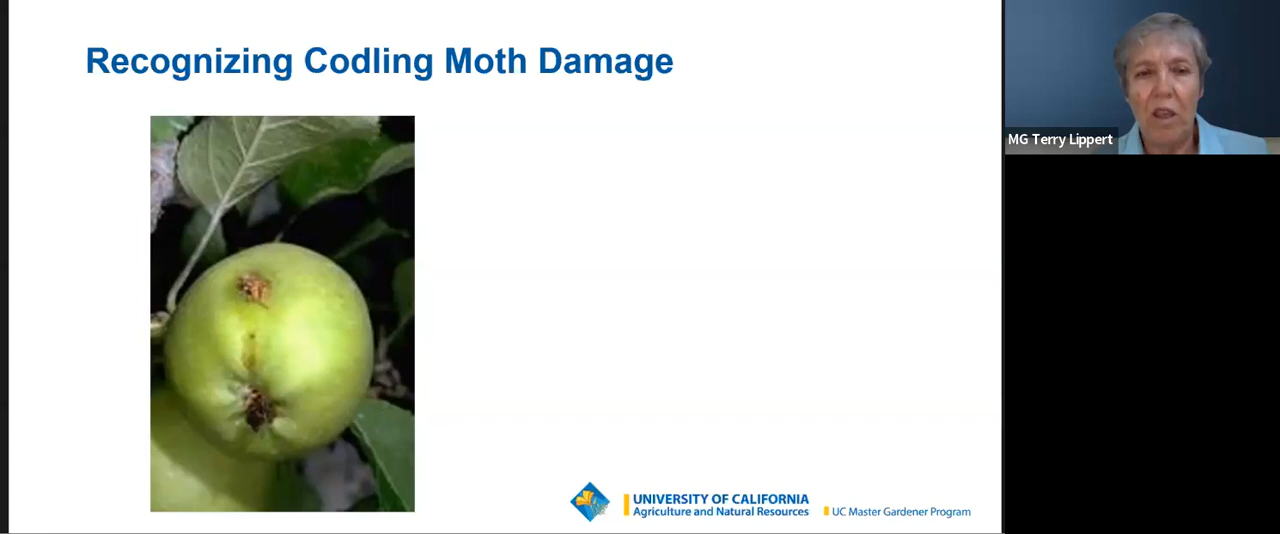 Recognizing Codling Moth Damage
MG Terry Lippert
UNIVERSITY OF CALIFORNIA
Agriculture and Natural Resources
UC Master Gardener Program